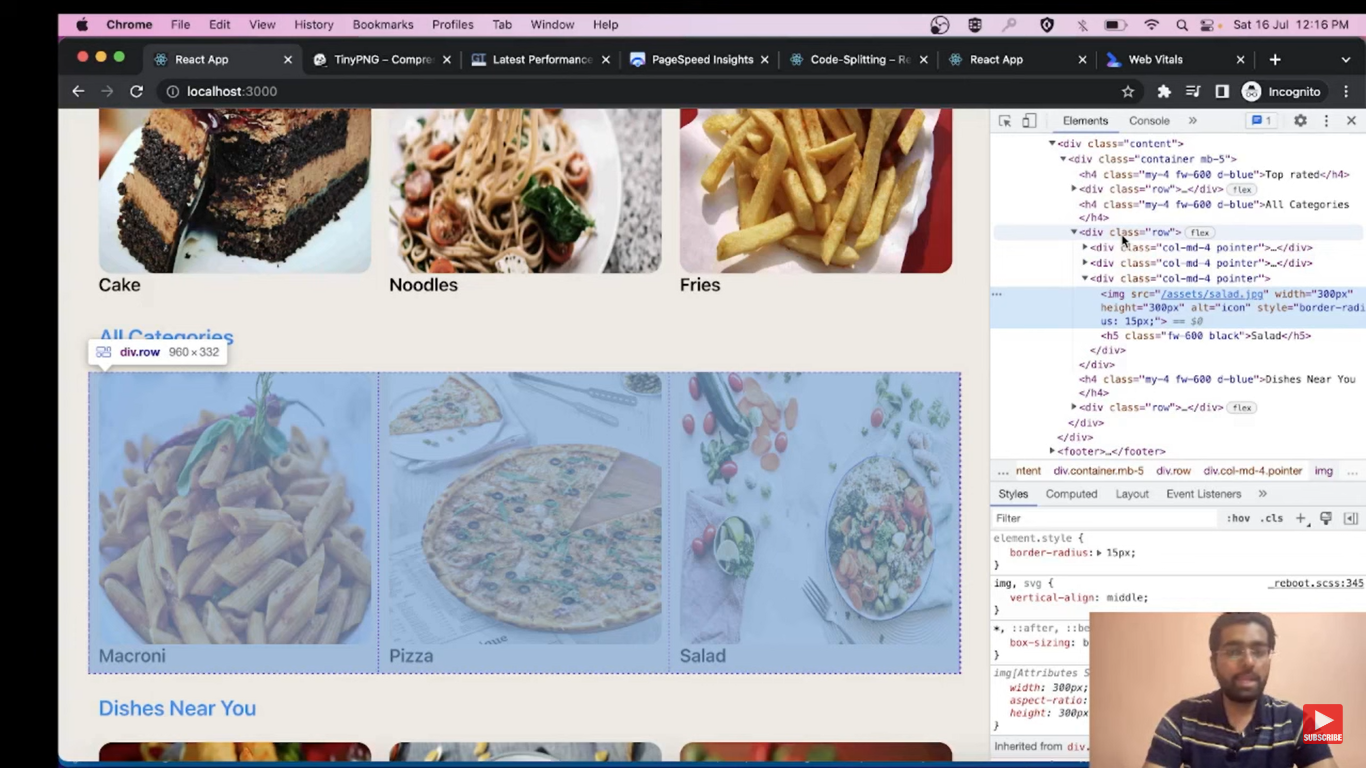 Chrome File Edit View History Bookmarks Profiles Tab Window Help Sat 16 Jul 12:16 PM
React App TinyPNG – Compre Latest Performance PageSpeed Insights Code-Splitting – Re React App Web Vitals
localhost:3000 Incognito
Cake Noodles Fries
All Categories
div.row 960 × 332
Macroni Pizza Salad
Dishes Near You
Elements Console 1
<div class="content">
<div class="container mb-5">
<h4 class="my-4 fw-600 d-blue">Top rated</h4>
<div class="row">…</div> flex
<h4 class="my-4 fw-600 d-blue">All Categories
</h4>
<div class="row"> flex
<div class="col-md-4 pointer">…</div>
<div class="col-md-4 pointer">…</div>
<div class="col-md-4 pointer">
<img src="/assets/salad.jpg" width="300px"
height="300px" alt="icon" style="border-radi
us: 15px;"> == $0
<h5 class="fw-600 black">Salad</h5>
</div>
</div>
<h4 class="my-4 fw-600 d-blue">Dishes Near You
</h4>
<div class="row">…</div> flex
</div>
</div>
<footer>…</footer>
… ntent div.container.mb-5 div.row div.col-md-4.pointer img …
Styles Computed Layout Event Listeners
Filter :hov .cls
element.style {
border-radius: 15px;
}
img, svg { _reboot.scss:345
vertical-align: middle;
}
*, ::after, ::be
box-sizing: b
}
img[Attributes S
width: 300px;
aspect-ratio:
height: 300px
}
Inherited from div.
SUBSCRIBE